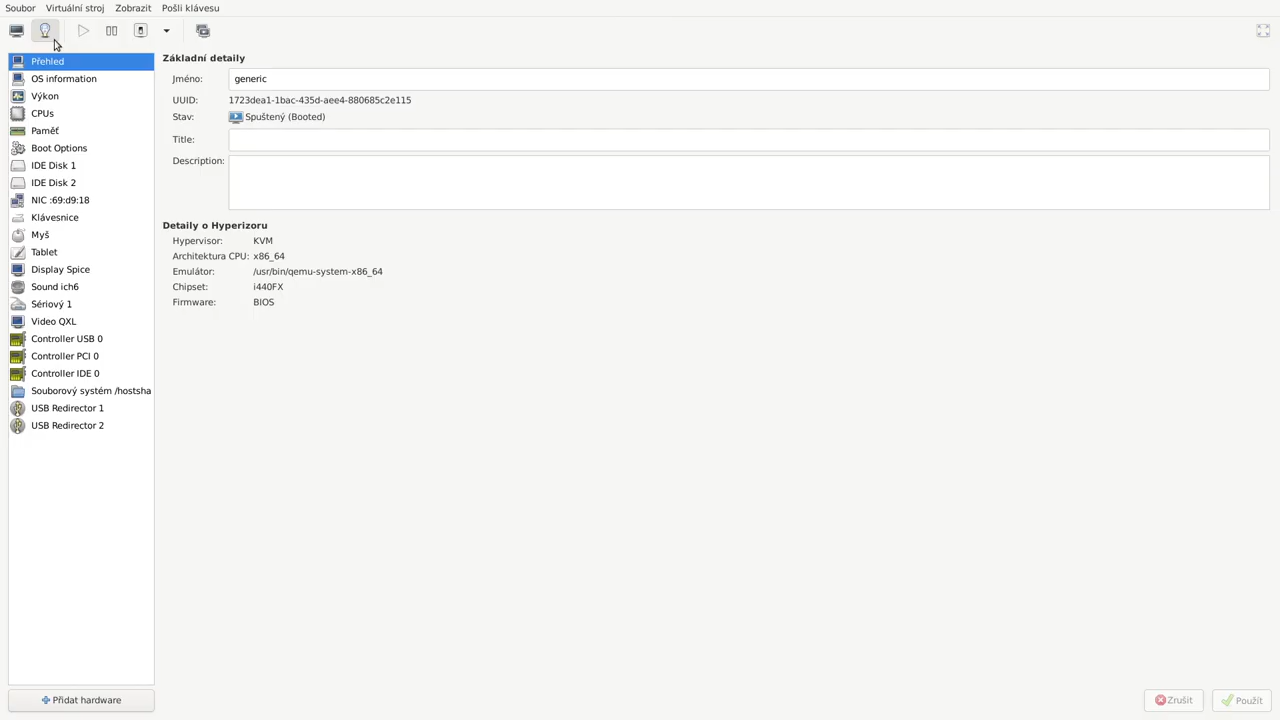 Soubor Virtuální stroj Zobrazit Pošli klávesu
Přehled
OS information
Výkon
CPUs
Paměť
Boot Options
IDE Disk 1
IDE Disk 2
NIC :69:d9:18
Klávesnice
Myš
Tablet
Display Spice
Sound ich6
Sériový 1
Video QXL
Controller USB 0
Controller PCI 0
Controller IDE 0
Souborový systém /hostsha
USB Redirector 1
USB Redirector 2
Přidat hardware
Základní detaily
Jméno: generic
UUID: 1723dea1-1bac-435d-aee4-880685c2e115
Stav: Spuštený (Booted)
Title:
Description:
Detaily o Hyperizoru
Hypervisor: KVM
Architektura CPU: x86_64
Emulátor: /usr/bin/qemu-system-x86_64
Chipset: i440FX
Firmware: BIOS
Zrušit Použít